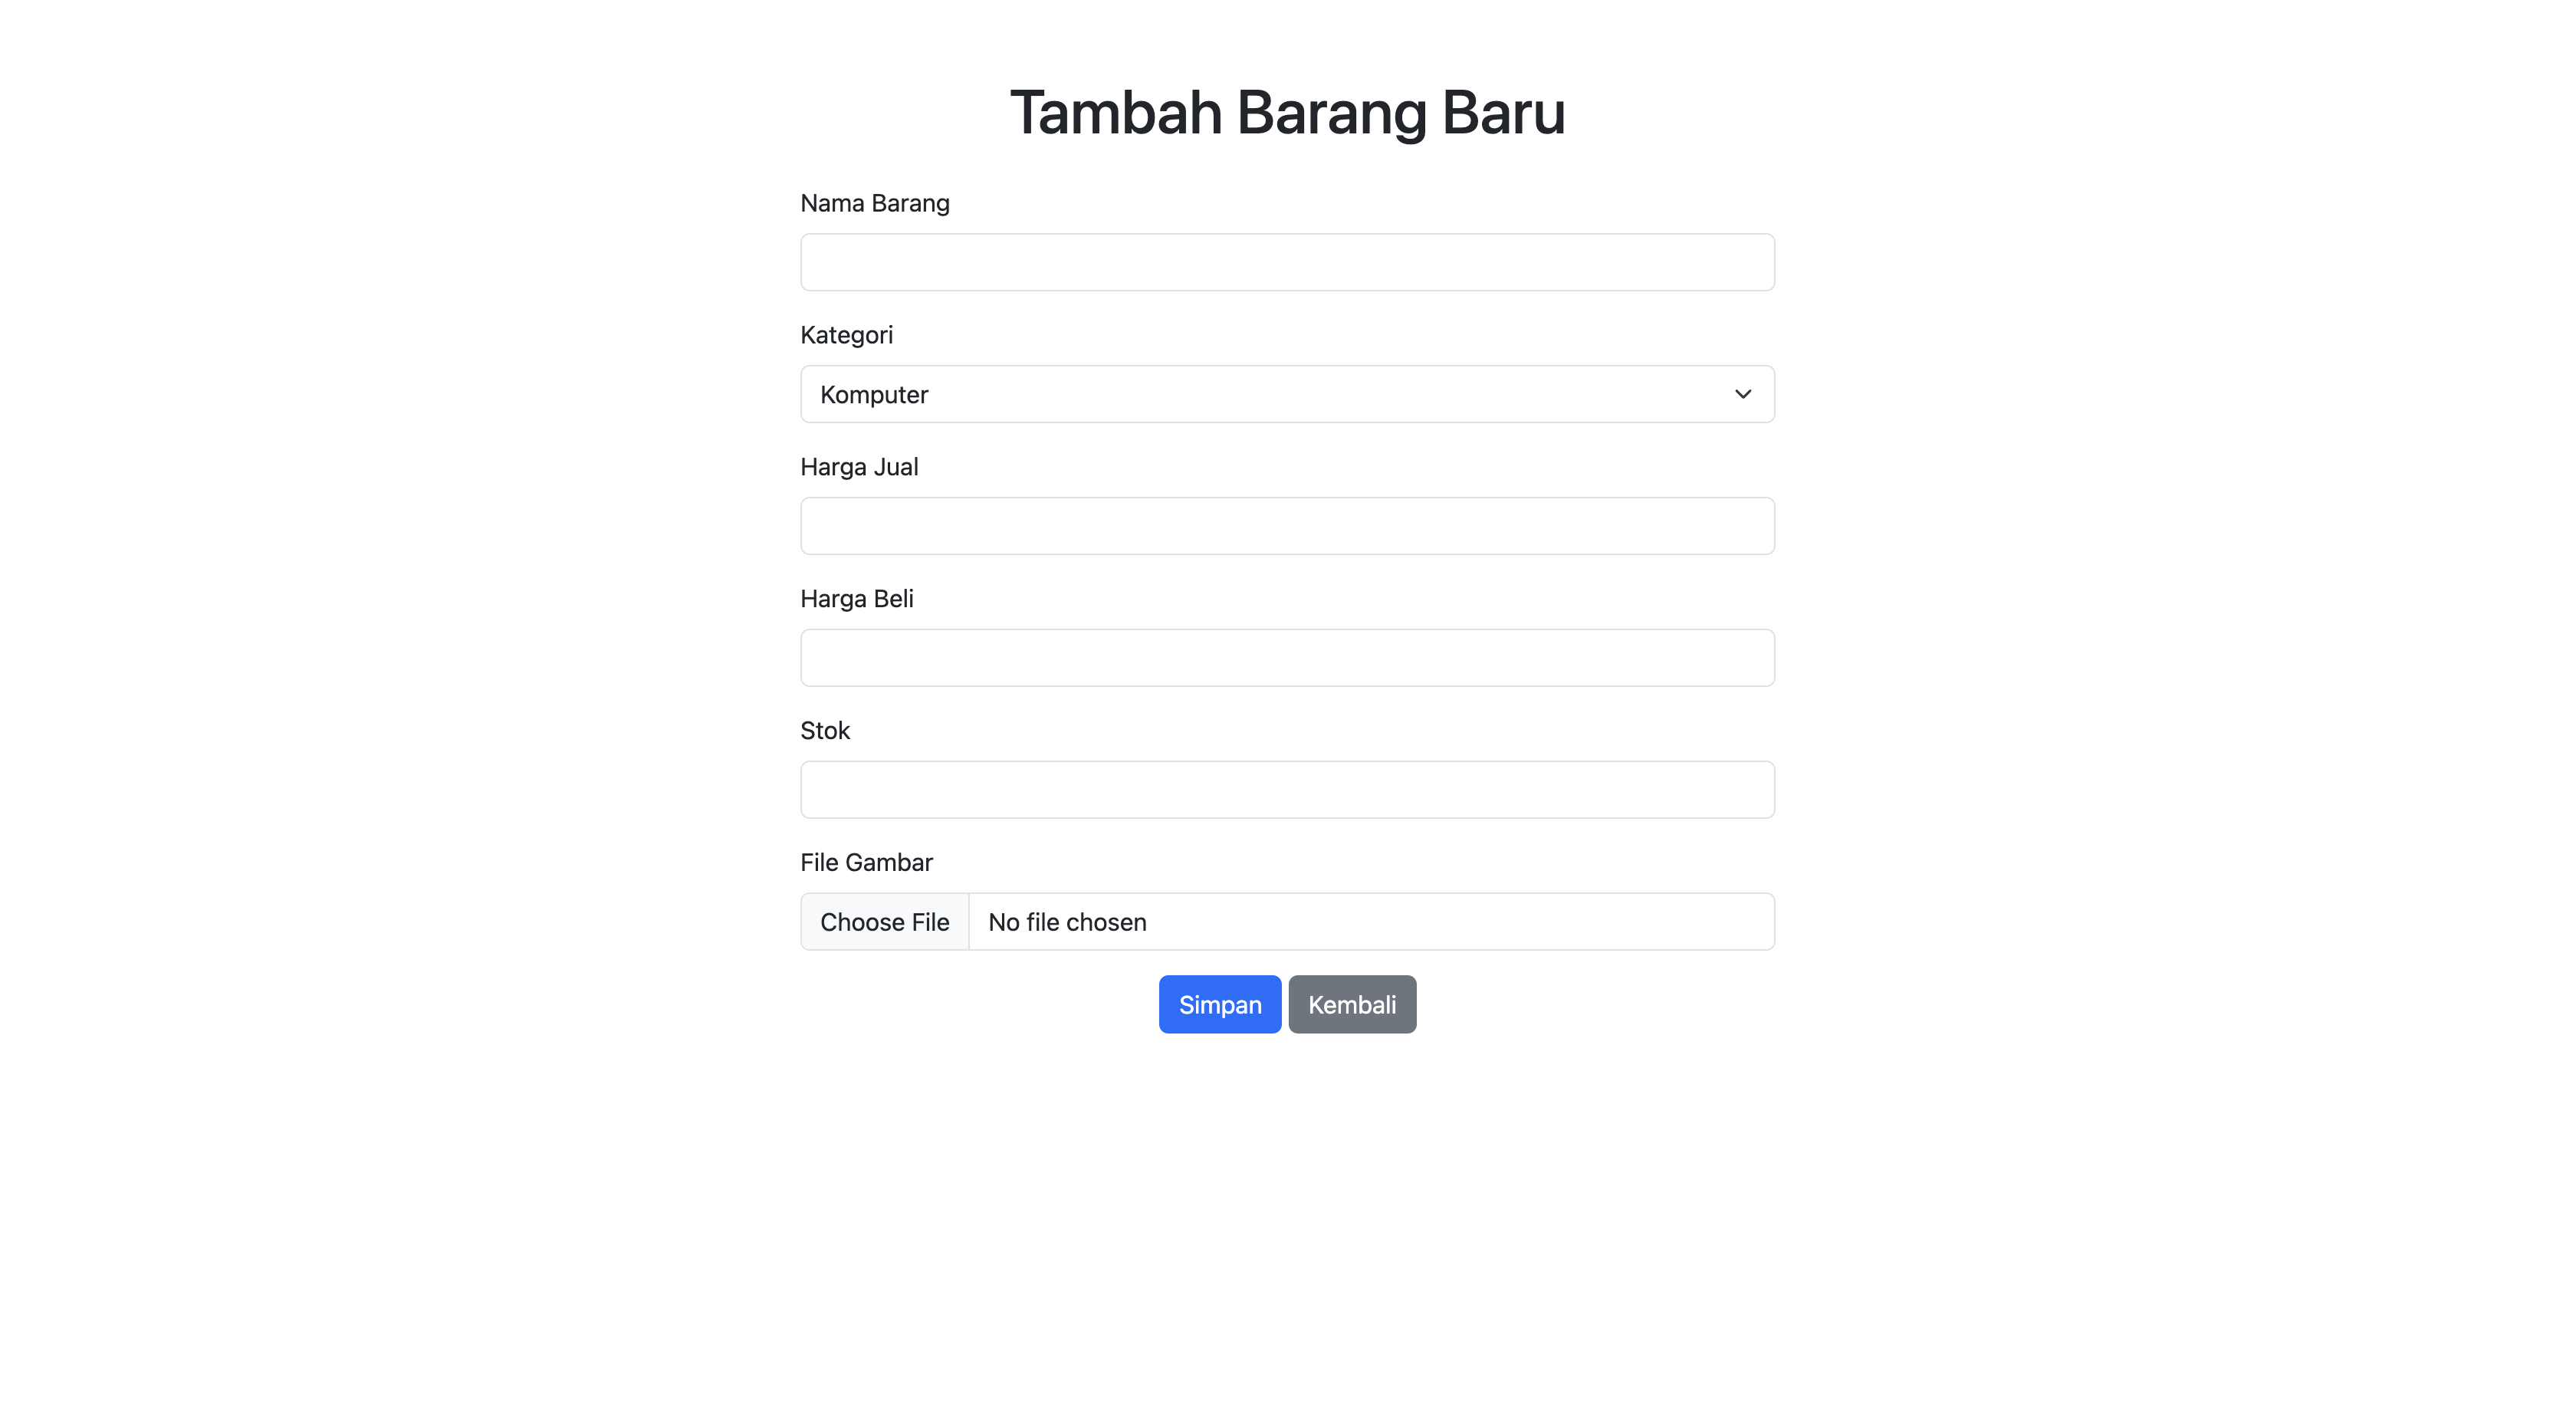 Tambah Barang Baru
Nama Barang
Kategori
Komputer
Harga Jual
Harga Beli
Stok
File Gambar
Choose File No file chosen
Simpan Kembali